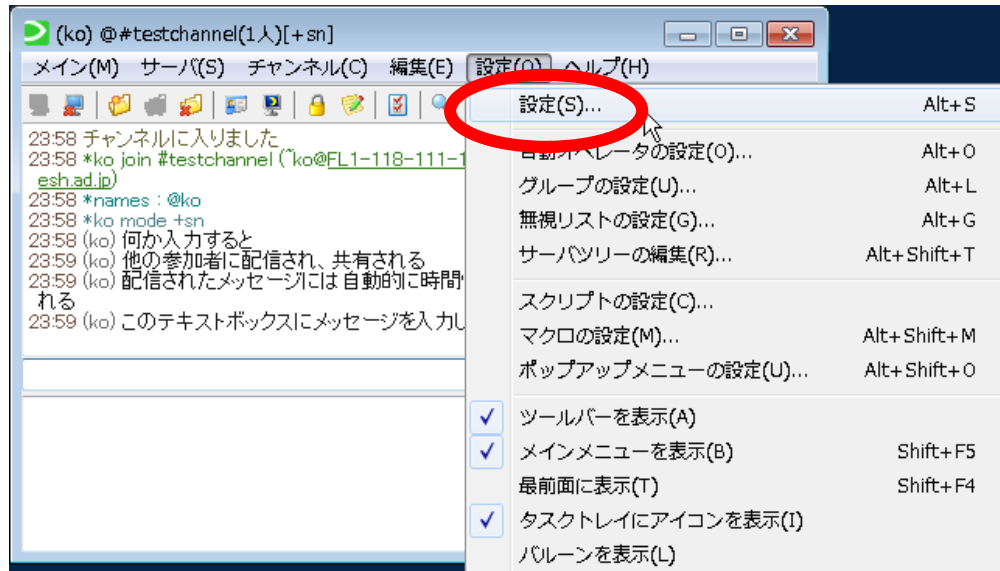 (ko) @#testchannel(1人)[+sn]
メイン(M) サーバ(S) チャンネル(C) 編集(E) 設定(O) ヘルプ(H)
23:58 チャンネルに入りました
23:58 *ko join #testchannel (~ko@FL1-118-111-1
esh.ad.jp)
23:58 *names : @ko
23:58 *ko mode +sn
23:58 (ko) 何か入力すると
23:59 (ko) 他の参加者に配信され、共有される
23:59 (ko) 配信されたメッセージには自動的に時間
れる
23:59 (ko) このテキストボックスにメッセージを入力し
設定(S)... Alt+S
自動オペレータの設定(O)... Alt+O
グループの設定(U)... Alt+L
無視リストの設定(G)... Alt+G
サーバツリーの編集(R)... Alt+Shift+T
スクリプトの設定(C)...
マクロの設定(M)... Alt+Shift+M
ポップアップメニューの設定(U)... Alt+Shift+O
ツールバーを表示(A)
メインメニューを表示(B) Shift+F5
最前面に表示(T) Shift+F4
タスクトレイにアイコンを表示(I)
バルーンを表示(L)